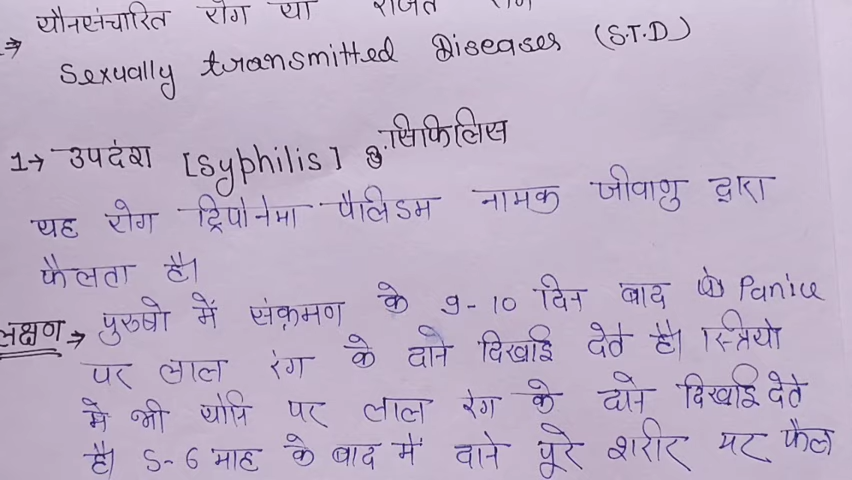 → यौनसंचारित रोग या
Sexually transmitted Diseases (S.T.D)
1→ उपदंश [Syphilis] सिफिलिस
यह रोग ट्रिपोनेमा पैलिडम नामक जीवाणु द्वारा
फैलता है।
लक्षण → पुरुषो में संक्रमण के 9-10 दिन बाद Panice
पर लाल रंग के दाने दिखाई देते है। स्त्रियो
मे भी योनि पर लाल रंग के दाने दिखाई देते
है। 5-6 माह के बाद में दाने पूरे शरीर पर फैल